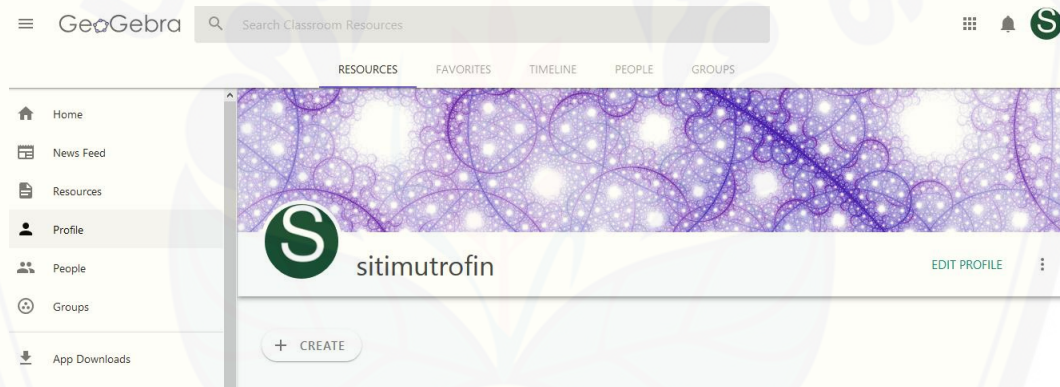 GeoGebra
Search Classroom Resources
S
RESOURCES FAVORITES TIMELINE PEOPLE GROUPS
Home
News Feed
Resources
Profile
People
Groups
App Downloads
S
sitimutrofin
EDIT PROFILE
+ CREATE